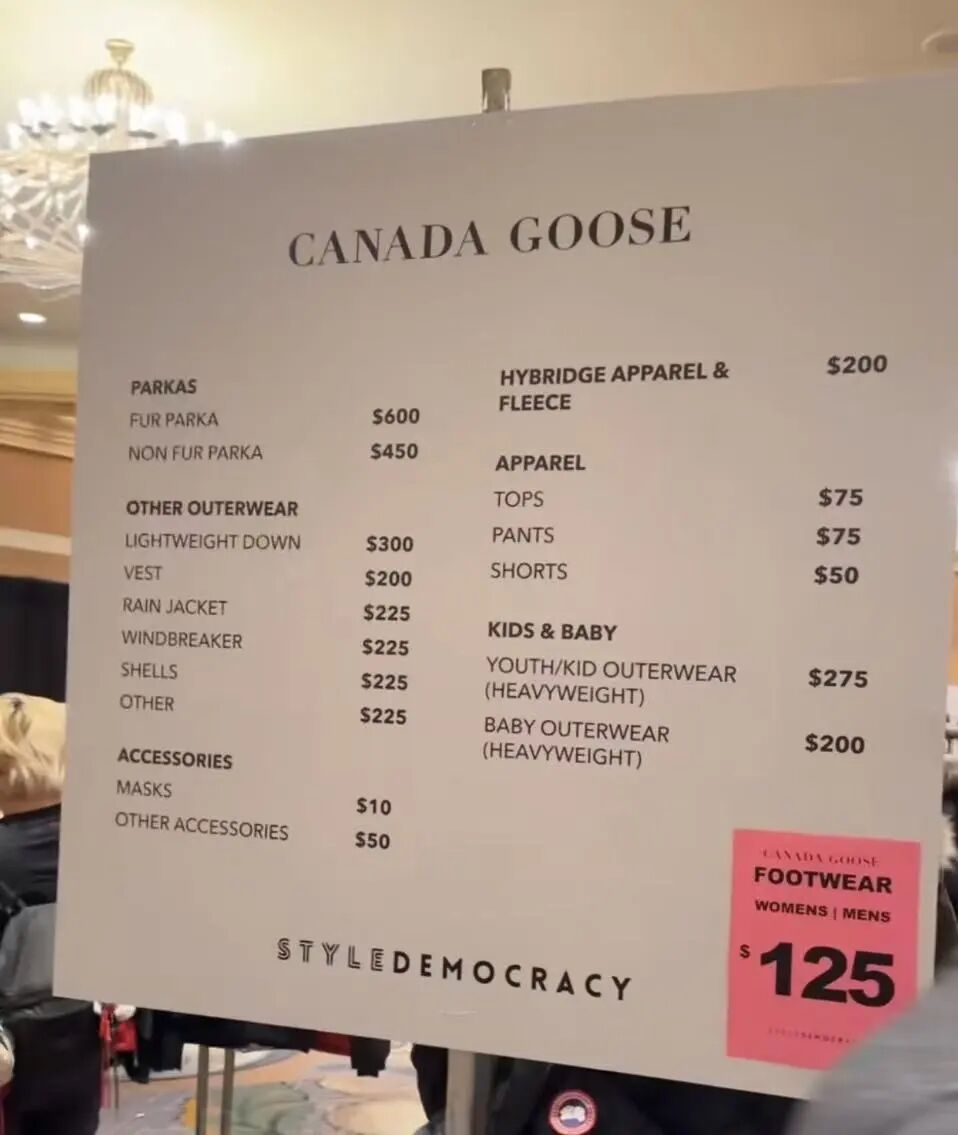 CANADA GOOSE
PARKAS
FUR PARKA $600
NON FUR PARKA $450
OTHER OUTERWEAR
LIGHTWEIGHT DOWN $300
VEST $200
RAIN JACKET $225
WINDBREAKER $225
SHELLS $225
OTHER $225
ACCESSORIES
MASKS $10
OTHER ACCESSORIES $50
HYBRIDGE APPAREL & $200
FLEECE
APPAREL
TOPS $75
PANTS $75
SHORTS $50
KIDS & BABY
YOUTH/KID OUTERWEAR $275
(HEAVYWEIGHT)
BABY OUTERWEAR $200
(HEAVYWEIGHT)
STYLEDEMOCRACY
CANADA GOOSE
FOOTWEAR
WOMENS | MENS
$125